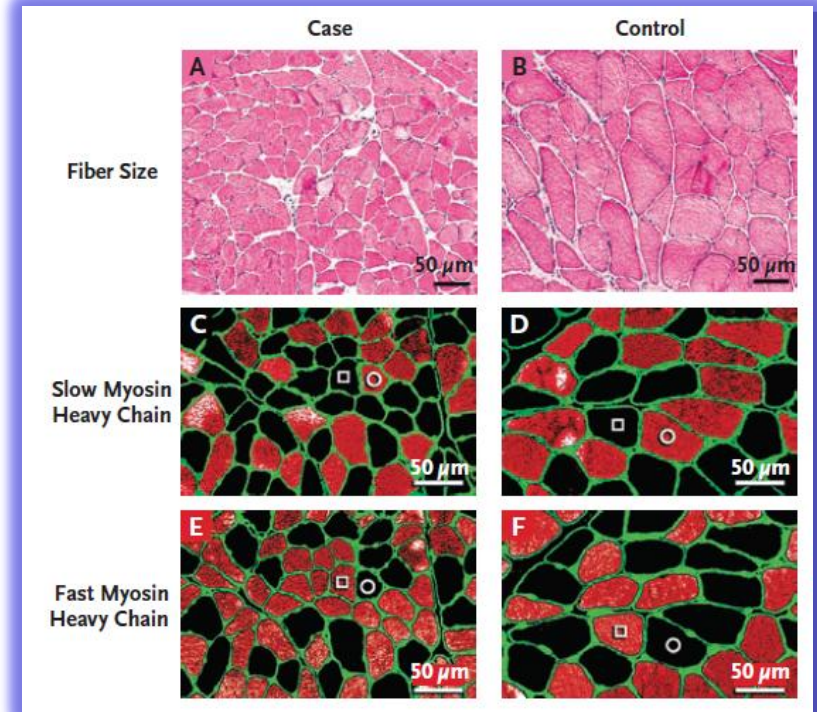 Case
Control
A
B
Fiber Size
50 µm
50 µm
C
D
Slow Myosin
Heavy Chain
50 µm
50 µm
E
F
Fast Myosin
Heavy Chain
50 µm
50 µm